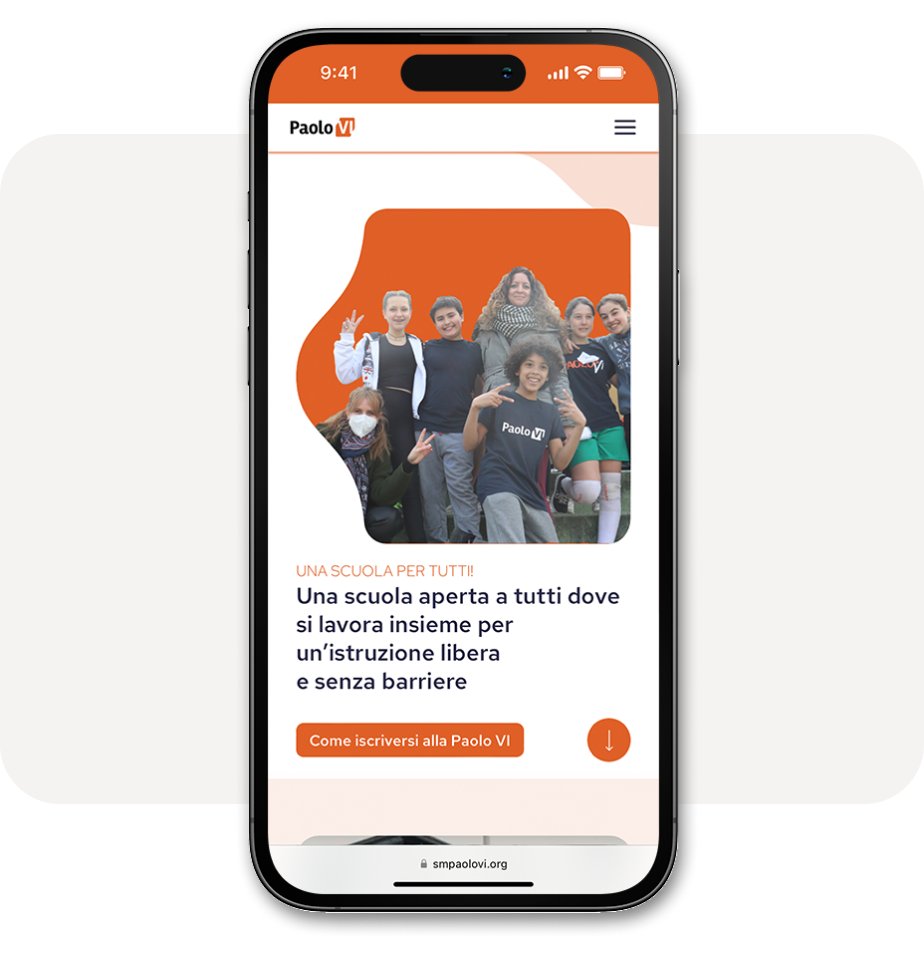 9:41
Paolo VI
PAOLO VI
Paolo VI
UNA SCUOLA PER TUTTI!
Una scuola aperta a tutti dove
si lavora insieme per
un’istruzione libera
e senza barriere
Come iscriversi alla Paolo VI
↓
smpaolovi.org